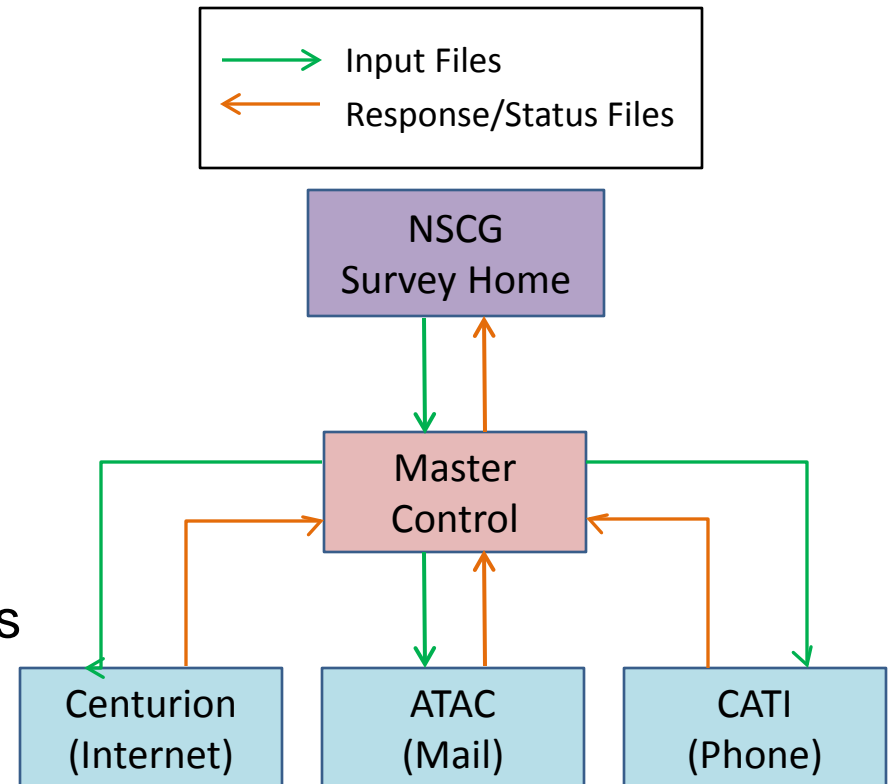 Input Files
Response/Status Files
NSCG
Survey Home
Master
Control
s
Centurion
(Internet)
ATAC
(Mail)
CATI
(Phone)